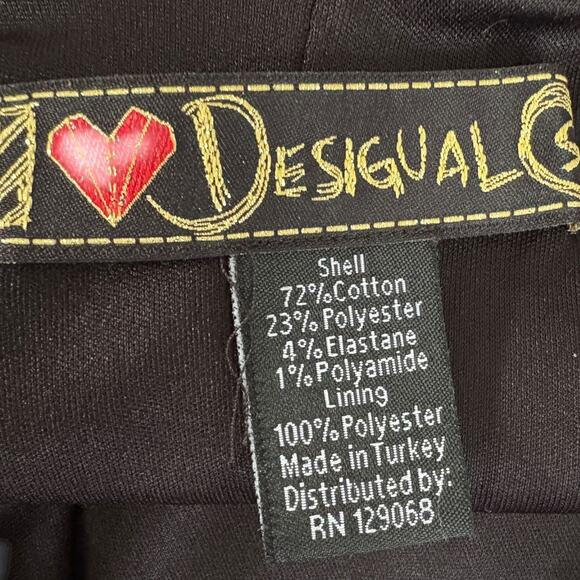 DESIGUAL S
Shell
72%Cotton
23%Polyester
4%Elastane
1%Polyamide
Lining
100%Polyester
Made in Turkey
Distributed by:
RN 129068